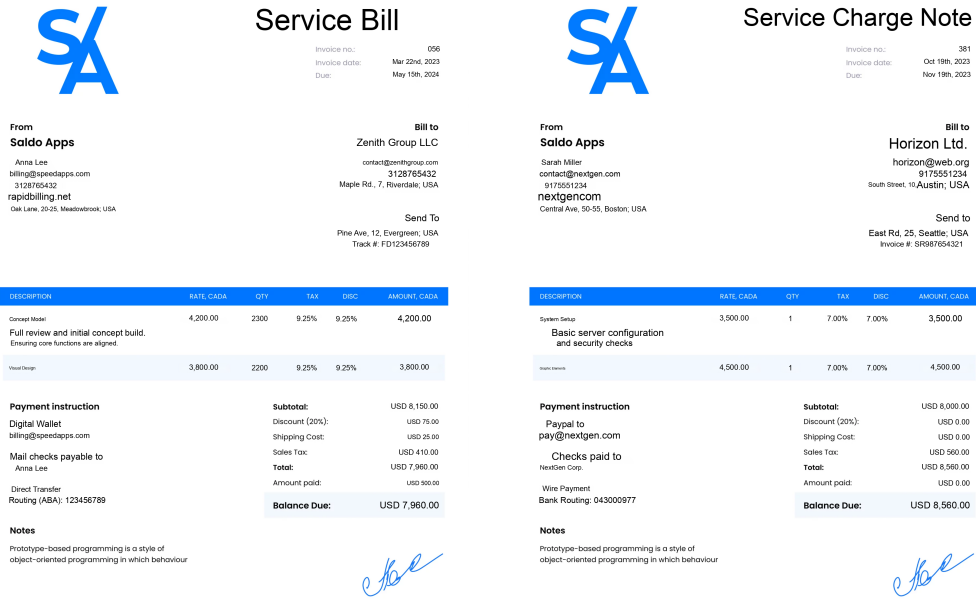 SA
Service Bill
Invoice no.: 056
Invoice date: Mar 22nd, 2023
Due: May 15th, 2024
From
Saldo Apps
Anna Lee
billing@speedapps.com
3128765432
rapidbilling.net
Oak Lane, 20-25, Meadowbrook; USA
Bill to
Zenith Group LLC
contact@zenithgroup.com
3128765432
Maple Rd., 7, Riverdale; USA
Send To
Pine Ave, 12, Evergreen; USA
Track #: FD123456789
DESCRIPTION RATE, CADA QTY TAX DISC AMOUNT, CADA
Concept Model 4,200.00 2300 9.25% 9.25% 4,200.00
Full review and initial concept build.
Ensuring core functions are aligned.
Visual Design 3,800.00 2200 9.25% 9.25% 3,800.00
Payment instruction
Digital Wallet
billing@speedapps.com
Mail checks payable to
Anna Lee
Direct Transfer
Routing (ABA): 123456789
Subtotal: USD 8,150.00
Discount (20%): USD 75.00
Shipping Cost: USD 25.00
Sales Tax: USD 410.00
Total: USD 7,960.00
Amount paid: USD 500.00
Balance Due: USD 7,960.00
Notes
Prototype-based programming is a style of
object-oriented programming in which behaviour
SA
Service Charge Note
Invoice no.: 381
Invoice date: Oct 19th, 2023
Due: Nov 19th, 2023
From
Saldo Apps
Sarah Miller
contact@nextgen.com
9175551234
nextgencom
Central Ave, 50-55, Boston; USA
Bill to
Horizon Ltd.
horizon@web.org
9175551234
South Street, 10,Austin; USA
Send to
East Rd, 25, Seattle; USA
Invoice #: SR987654321
DESCRIPTION RATE, CADA QTY TAX DISC AMOUNT, CADA
System Setup 3,500.00 1 7.00% 7.00% 3,500.00
Basic server configuration
and security checks
Graphic Elements 4,500.00 1 7.00% 7.00% 4,500.00
Payment instruction
Paypal to
pay@nextgen.com
Checks paid to
NextGen Corp.
Wire Payment
Bank Routing: 043000977
Subtotal: USD 8,000.00
Discount (20%): USD 0.00
Shipping Cost: USD 0.00
Sales Tax: USD 560.00
Total: USD 8,560.00
Amount paid: USD 0.00
Balance Due: USD 8,560.00
Notes
Prototype-based programming is a style of
object-oriented programming in which behaviour